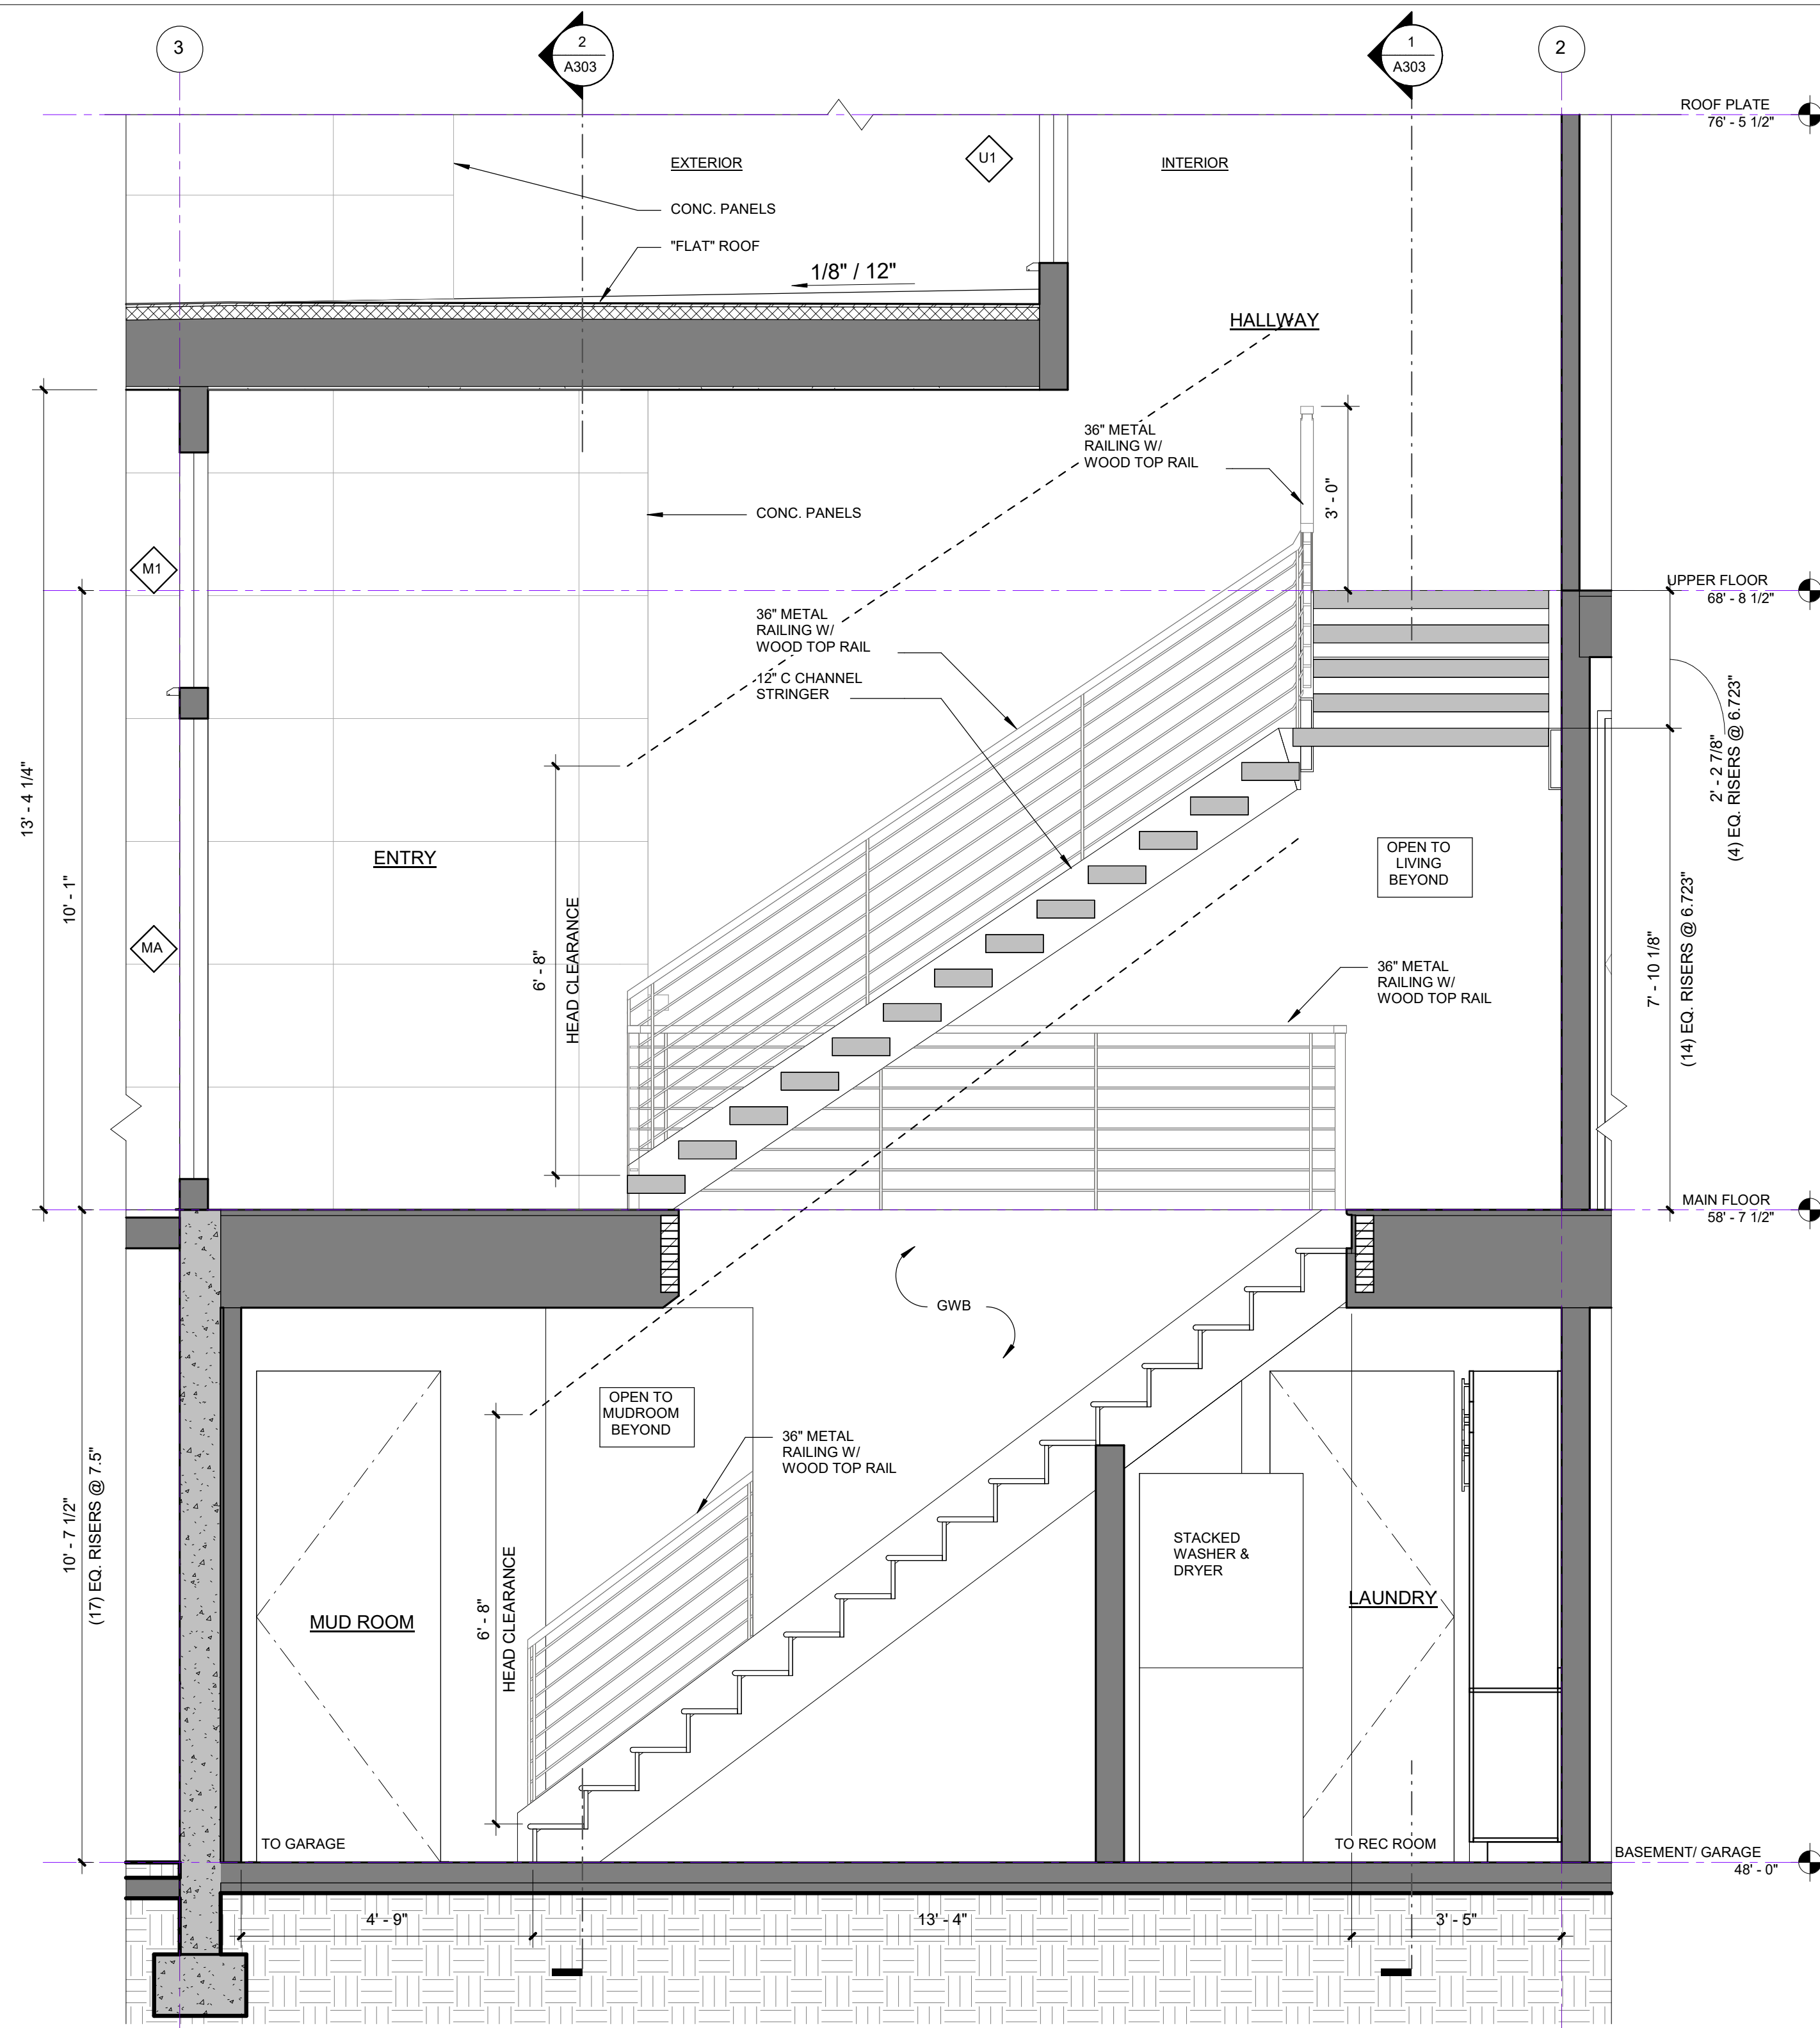 3
2
A303
1
A303
2
ROOF PLATE
76' - 5 1/2"
EXTERIOR
U1
INTERIOR
CONC. PANELS
"FLAT" ROOF
1/8" / 12"
HALLWAY
36" METAL
RAILING W/
WOOD TOP RAIL
3' - 0"
CONC. PANELS
M1
UPPER FLOOR
68' - 8 1/2"
36" METAL
RAILING W/
WOOD TOP RAIL
12" C CHANNEL
STRINGER
2' - 2 7/8"
(4) EQ. RISERS @ 6.723"
13' - 4 1/4"
10' - 1"
ENTRY
OPEN TO
LIVING
BEYOND
MA
6' - 8"
HEAD CLEARANCE
36" METAL
RAILING W/
WOOD TOP RAIL
7' - 10 1/8"
(14) EQ. RISERS @ 6.723"
MAIN FLOOR
58' - 7 1/2"
GWB
OPEN TO
MUDROOM
BEYOND
36" METAL
RAILING W/
WOOD TOP RAIL
10' - 7 1/2"
(17) EQ. RISERS @ 7.5"
6' - 8"
HEAD CLEARANCE
STACKED
WASHER &
DRYER
MUD ROOM
LAUNDRY
TO GARAGE
TO REC ROOM
BASEMENT/ GARAGE
48' - 0"
4' - 9"
13' - 4"
3' - 5"